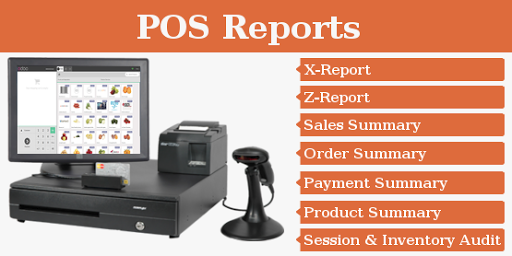 POS Reports
X-Report
Z-Report
Sales Summary
Order Summary
Payment Summary
Product Summary
Session & Inventory Audit